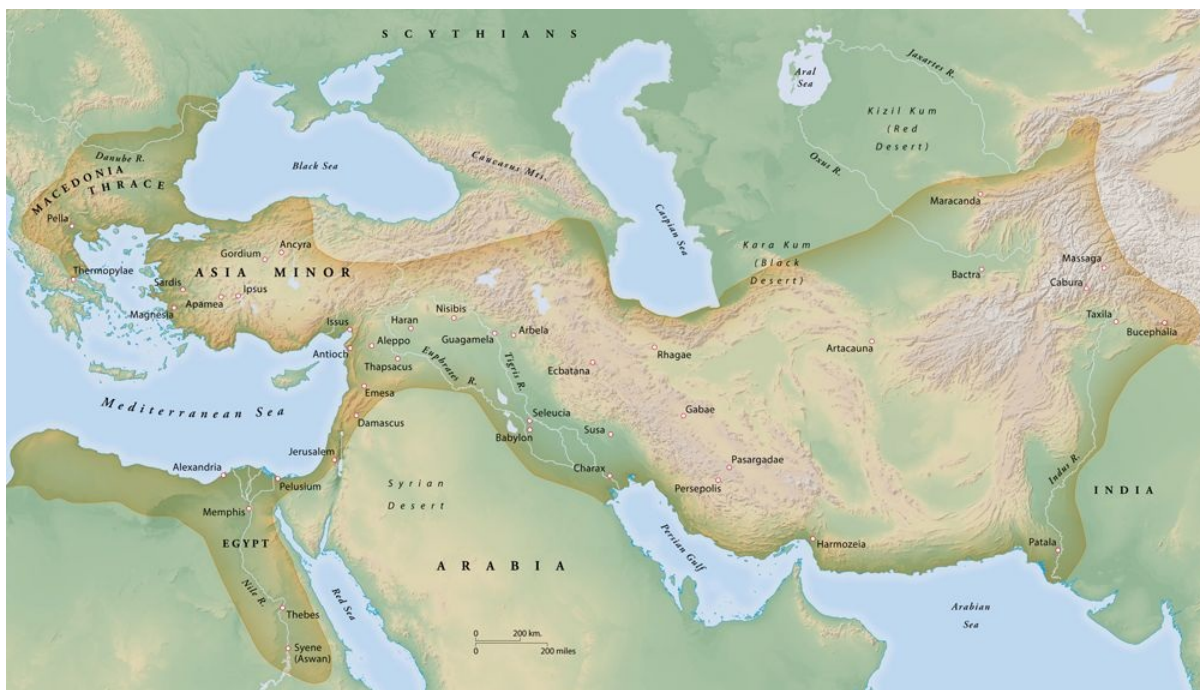 SCYTHIANS
Aral
Sea
Jaxartes R.
Kizil Kum
(Red
Desert)
Oxus R.
Danube R.
Black Sea
Caucasus Mts.
Caspian Sea
MACEDONIA
THRACE
Maracanda
Pella
Kara Kum
(Black
Desert)
Gordium
Ancyra
Thermopylae
ASIA MINOR
Sardis
Ipsus
Apamea
Magnesia
Bactra
Massaga
Cabura
Taxila
Bucephalia
Issus
Haran
Nisibis
Arbela
Guagamela
Antioch
Aleppo
Thapsacus
Euphrates R.
Tigris R.
Ecbatana
Rhagae
Artacauna
Emesa
Mediterranean Sea
Damascus
Seleucia
Babylon
Susa
Gabae
Jerusalem
Alexandria
Pelusium
Syrian
Desert
Charax
Pasargadae
Persepolis
Indus R.
INDIA
Memphis
EGYPT
Persian Gulf
Harmozeia
Patala
ARABIA
Nile R.
Red Sea
Thebes
Syene
(Aswan)
0 200 km.
0 200 miles
Arabian
Sea